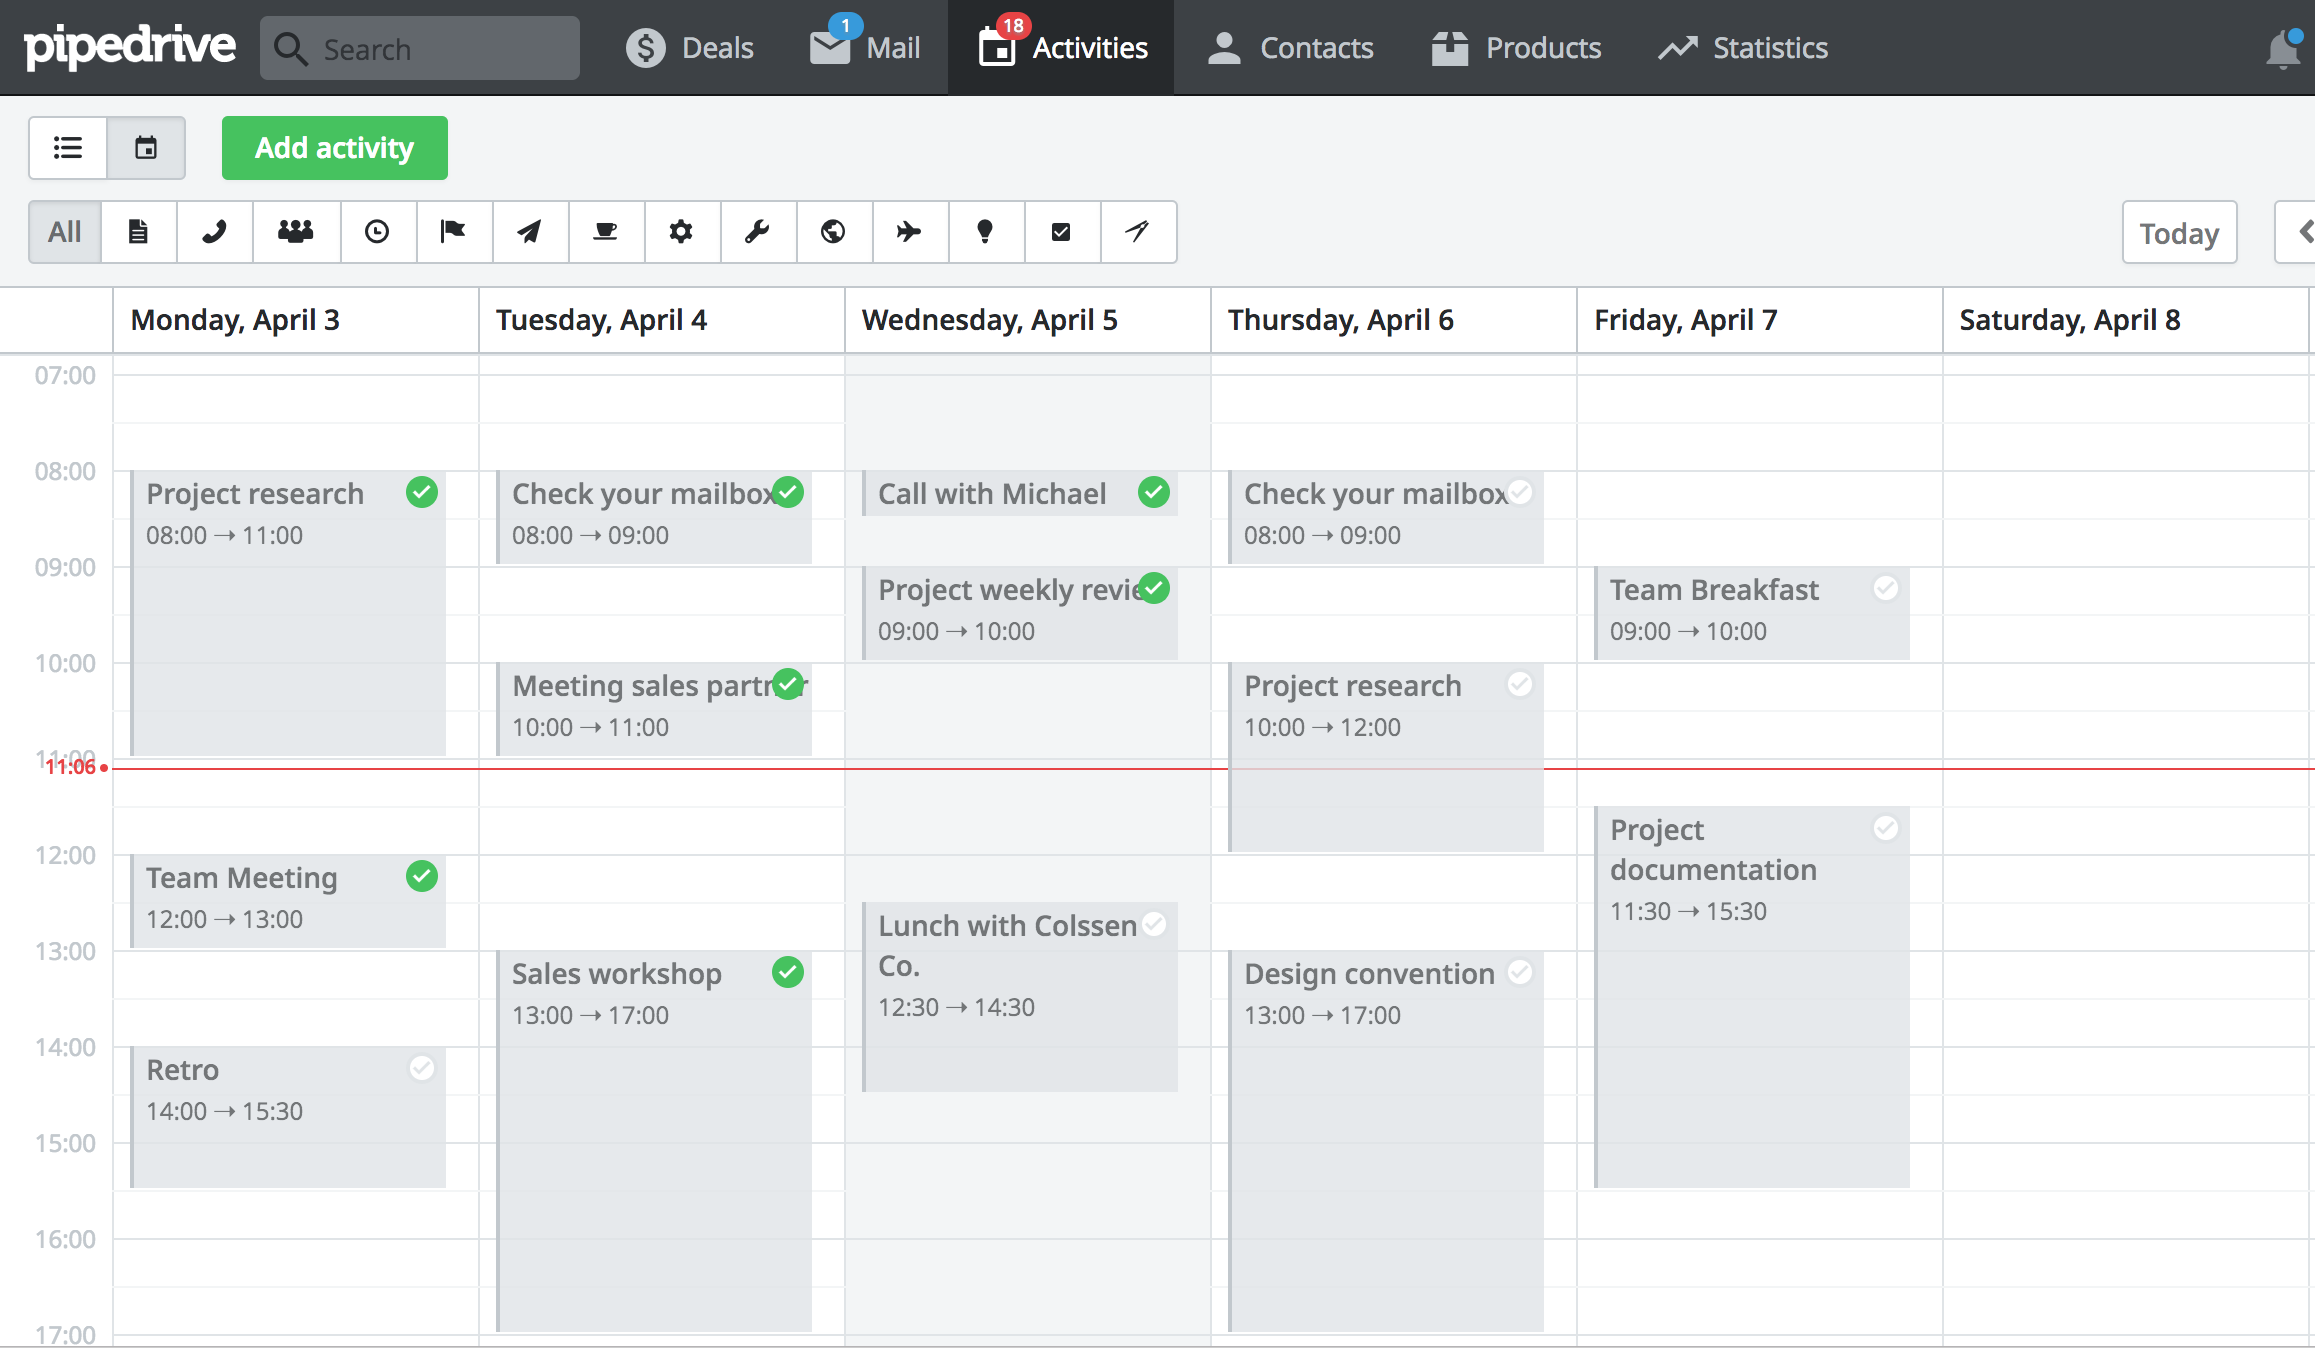 pipedrive
Search
Deals
1
Mail
18
Activities
Contacts
Products
Statistics
Add activity
All
Today
Monday, April 3
Tuesday, April 4
Wednesday, April 5
Thursday, April 6
Friday, April 7
Saturday, April 8
07:00
08:00
09:00
10:00
11:00
11:06
12:00
13:00
14:00
15:00
16:00
17:00
Project research
08:00 → 11:00
Team Meeting
12:00 → 13:00
Retro
14:00 → 15:30
Check your mailbox
08:00 → 09:00
Meeting sales partner
10:00 → 11:00
Sales workshop
13:00 → 17:00
Call with Michael
Project weekly revie
09:00 → 10:00
Lunch with Colssen
Co.
12:30 → 14:30
Check your mailbox
08:00 → 09:00
Project research
10:00 → 12:00
Design convention
13:00 → 17:00
Team Breakfast
09:00 → 10:00
Project
documentation
11:30 → 15:30